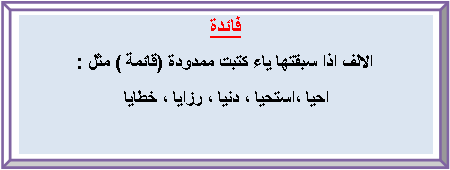 فائدة
الالف اذا سبقتها ياء كتبت ممدودة (قائمة ) مثل :
احيا ،استحيا ، دنيا ، رزايا ، خطايا